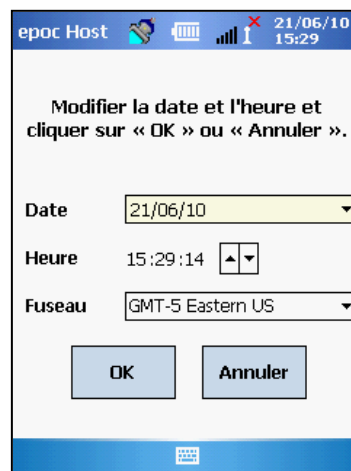 epoc Host
21/06/10
15:29
Modifier la date et l'heure et
cliquer sur « OK » ou « Annuler ».
Date 21/06/10
Heure 15:29:14
Fuseau GMT-5 Eastern US
OK Annuler